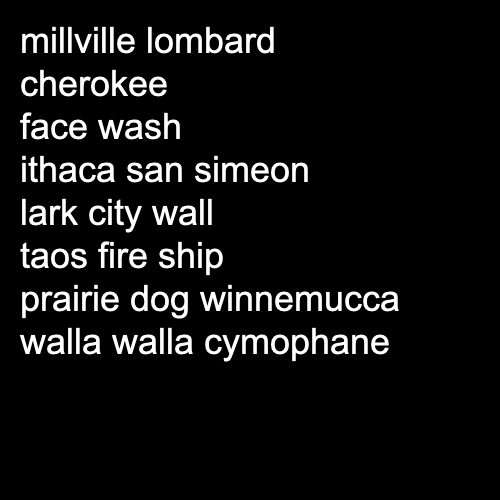 millville lombard
cherokee
face wash
ithaca san simeon
lark city wall
taos fire ship
prairie dog winnemucca
walla walla cymophane